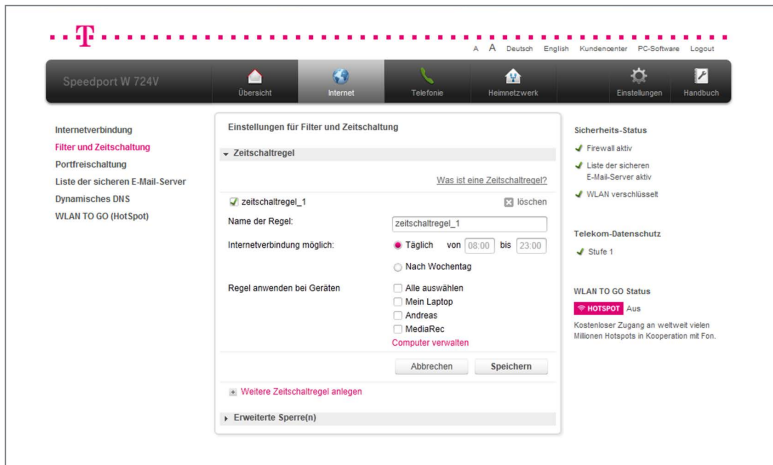 T
A A Deutsch English Kundencenter PC-Software Logout
Speedport W 724V
Übersicht Internet Telefonie Heimnetzwerk Einstellungen Handbuch
Internetverbindung
Filter und Zeitschaltung
Portfreischaltung
Liste der sicheren E-Mail-Server
Dynamisches DNS
WLAN TO GO (HotSpot)
Einstellungen für Filter und Zeitschaltung
Zeitschaltregel
Was ist eine Zeitschaltregel?
zeitschaltregel_1 löschen
Name der Regel: zeitschaltregel_1
Internetverbindung möglich: Täglich von 08:00 bis 23:00
Nach Wochentag
Regel anwenden bei Geräten Alle auswählen
Mein Laptop
Andreas
MediaRec
Computer verwalten
Abbrechen Speichern
Weitere Zeitschaltregel anlegen
Erweiterte Sperre(n)
Sicherheits-Status
Firewall aktiv
Liste der sicheren
E-Mail-Server aktiv
WLAN verschlüsselt
Telekom-Datenschutz
Stufe 1
WLAN TO GO Status
HOTSPOT Aus
Kostenloser Zugang an weltweit vielen
Millionen Hotspots in Kooperation mit Fon.